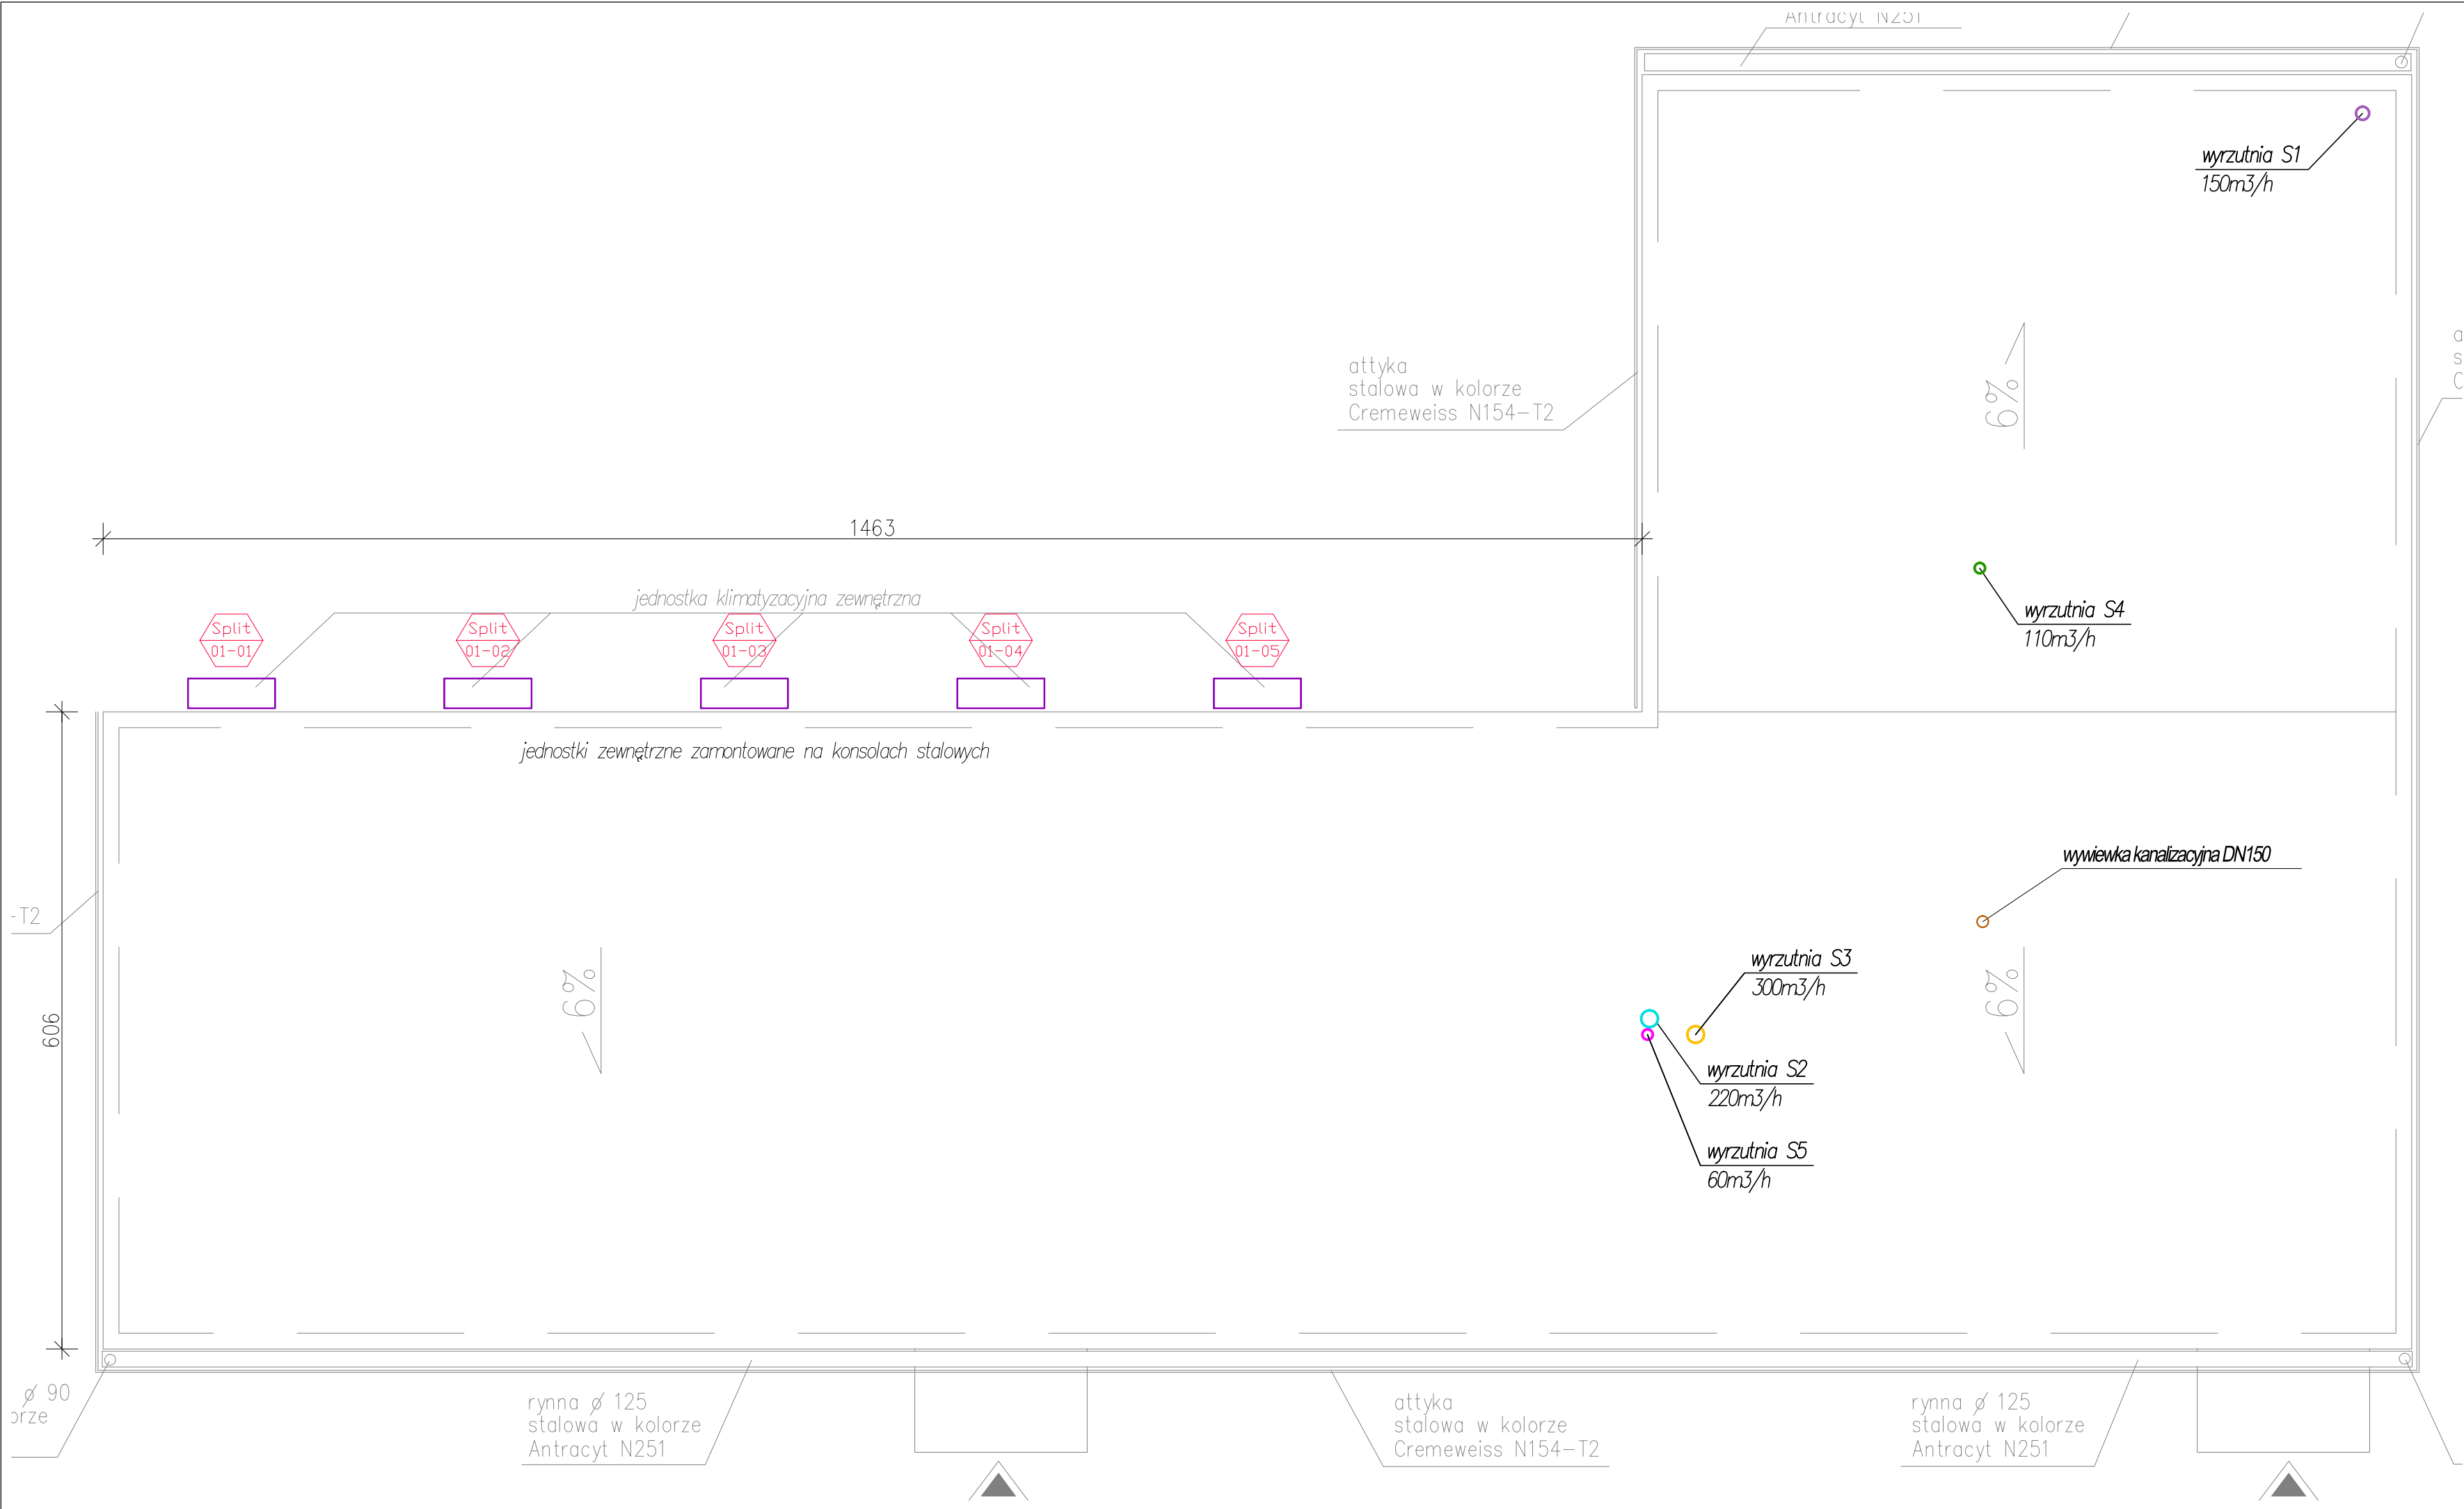 Antracyt N251
wyrzutnia S1
150m3/h
attyka
stalowa w kolorze
Cremeweiss N154-T2
6%
1463
jednostka klimatyzacyjna zewnętrzna
Split
01-01
Split
01-02
Split
01-03
Split
01-04
Split
01-05
wyrzutnia S4
110m3/h
jednostki zewnętrzne zamontowane na konsolach stalowych
wywiewka kanalizacyjna DN150
-T2
606
6%
wyrzutnia S3
300m3/h
6%
wyrzutnia S2
220m3/h
wyrzutnia S5
60m3/h
ø 90
rynna ø 125
stalowa w kolorze
Antracyt N251
attyka
stalowa w kolorze
Cremeweiss N154-T2
rynna ø 125
stalowa w kolorze
Antracyt N251